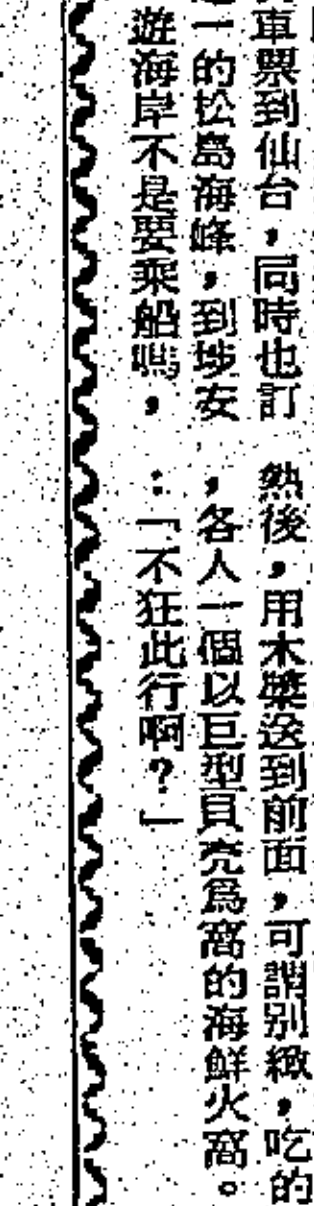 車票到仙台，同時也訂
一的松島海峰，到埗安
遊海岸不是要乘船嗎，
熱後，用木槳送到前面，可謂別緻，吃的
，各人一個以巨型貝壳爲窩的海鮮火窩。
：「不狂此行啊？」